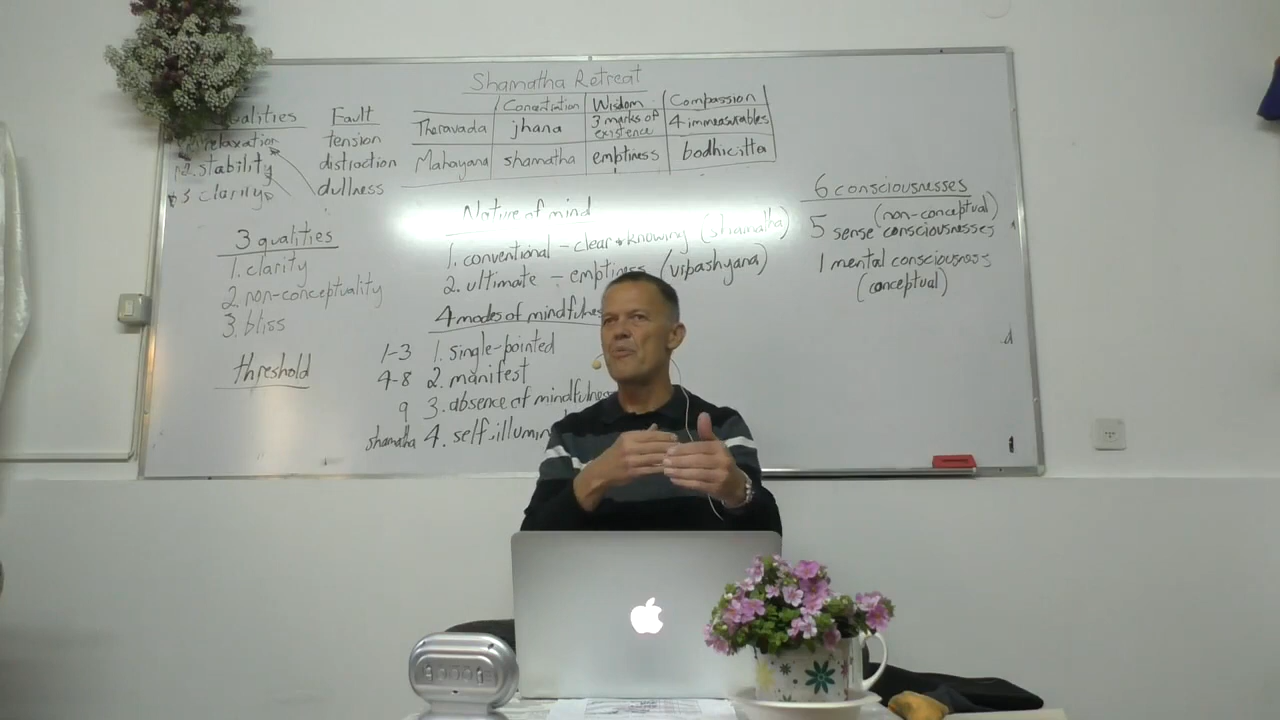 Shamatha Retreat
Concentration Wisdom Compassion
Theravada jhana 3 marks of existence 4 immeasurables
Mahayana shamatha emptiness bodhicitta
Fault
relaxation tension
2. stability distraction
3 clarity dullness
3 qualities
1. clarity
2. non-conceptuality
3. bliss
threshold
Nature of mind
1. conventional - clear + knowing (shamatha)
2. ultimate - emptiness (vipashyana)
4 modes of mindfulness
1-3 1. single-pointed
4-8 2. manifest
9 3. absence of mindfulness
shamatha 4. self-illumin
6 consciousnesses
(non-conceptual)
5 sense consciousnesses
1 mental consciousness
(conceptual)